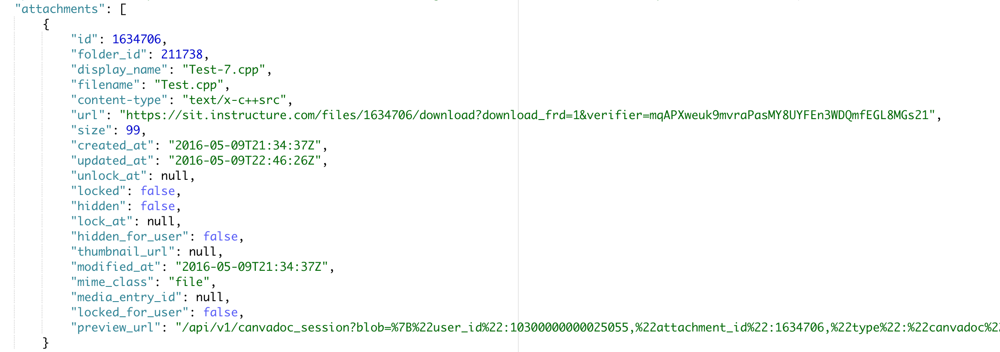 "attachments": [
{
"id": 1634706,
"folder_id": 211738,
"display_name": "Test-7.cpp",
"filename": "Test.cpp",
"content-type": "text/x-c++src",
"url": "https://sit.instructure.com/files/1634706/download?download_frd=1&verifier=mqAPXweuk9mvraPasMY8UYFEn3WDQmfEGL8MGs21",
"size": 99,
"created_at": "2016-05-09T21:34:37Z",
"updated_at": "2016-05-09T22:46:26Z",
"unlock_at": null,
"locked": false,
"hidden": false,
"lock_at": null,
"hidden_for_user": false,
"thumbnail_url": null,
"modified_at": "2016-05-09T21:34:37Z",
"mime_class": "file",
"media_entry_id": null,
"locked_for_user": false,
"preview_url": "/api/v1/canvadoc_session?blob=%7B%22user_id%22:10300000000025055,%22attachment_id%22:1634706,%22type%22:%22canvadoc%22
}